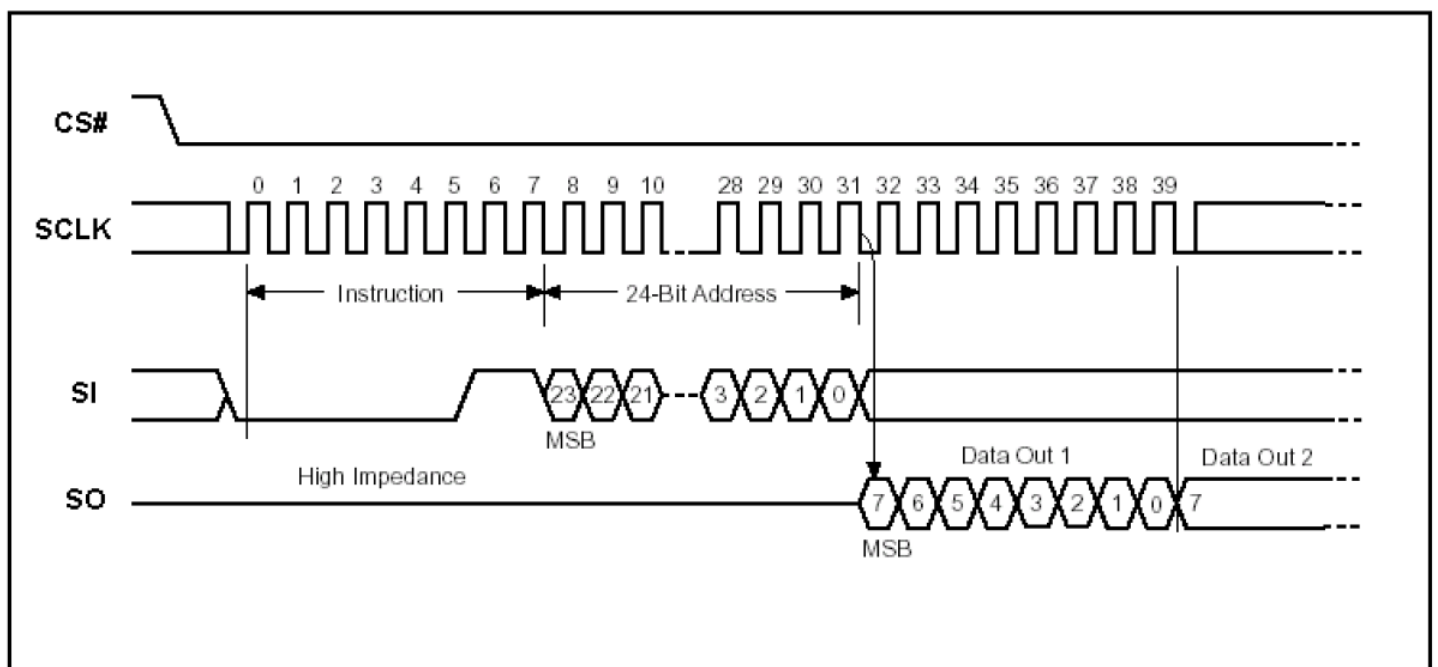 CS#
0 1 2 3 4 5 6 7 8 9 10 28 29 30 31 32 33 34 35 36 37 38 39
SCLK
Instruction 24-Bit Address
SI 23 22 21 3 2 1 0
MSB
High Impedance Data Out 1 Data Out 2
SO 7 6 5 4 3 2 1 0 7
MSB